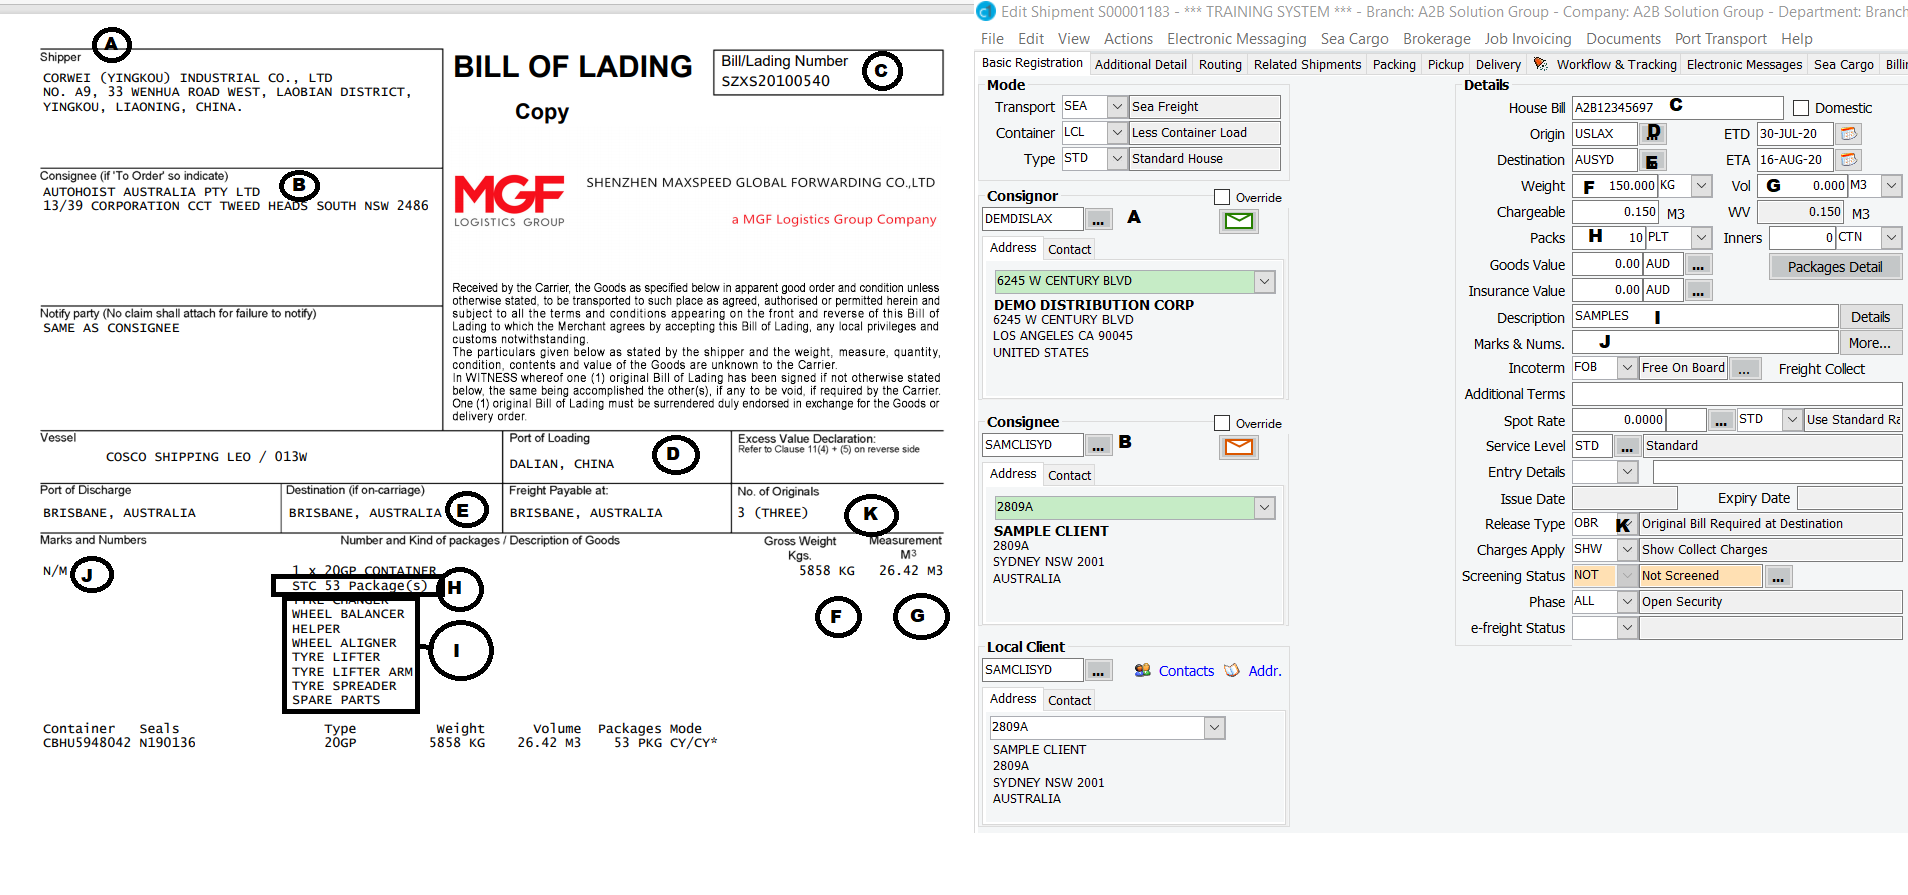 Shipper
A
CORWEI (YINGKOU) INDUSTRIAL CO., LTD
NO. A9, 33 WENHUA ROAD WEST, LAOBIAN DISTRICT,
YINGKOU, LIAONING, CHINA.
BILL OF LADING
Copy
Bill/Lading Number
SZXS20100540
C
Consignee (if 'To Order' so indicate)
B
AUTOHOIST AUSTRALIA PTY LTD
13/39 CORPORATION CCT TWEED HEADS SOUTH NSW 2486
MGF
LOGISTICS GROUP
SHENZHEN MAXSPEED GLOBAL FORWARDING CO.,LTD
a MGF Logistics Group Company
Notify party (No claim shall attach for failure to notify)
SAME AS CONSIGNEE
Received by the Carrier, the Goods as specified below in apparent good order and condition unless
otherwise stated, to be transported to such place as agreed, authorised or permitted herein and
subject to all the terms and conditions appearing on the front and reverse of this Bill of
Lading to which the Merchant agrees by accepting this Bill of Lading, any local privileges and
customs notwithstanding.
The particulars given below as stated by the shipper and the weight, measure, quantity,
condition, contents and value of the Goods are unknown to the Carrier.
In WITNESS whereof one (1) original Bill of Lading has been signed if not otherwise stated
below, the same being accomplished the other(s), if any to be void, if required by the Carrier.
One (1) original Bill of Lading must be surrendered duly endorsed in exchange for the Goods or
delivery order.
Vessel
COSCO SHIPPING LEO / 013W
Port of Loading
DALIAN, CHINA
D
Excess Value Declaration:
Refer to Clause 11(4) + (5) on reverse side
Port of Discharge
BRISBANE, AUSTRALIA
Destination (if on-carriage)
BRISBANE, AUSTRALIA
E
Freight Payable at:
BRISBANE, AUSTRALIA
No. of Originals
3 (THREE)
K
Marks and Numbers
Number and Kind of packages / Description of Goods
Gross Weight
Kgs.
Measurement
M3
N/M
J
1 x 20GP CONTAINER
5858 KG
26.42 M3
STC 53 Package(s)
H
TYRE CHANGER
WHEEL BALANCER
HELPER
WHEEL ALIGNER
TYRE LIFTER
TYRE LIFTER ARM
TYRE SPREADER
SPARE PARTS
I
F
G
Container Seals Type Weight Volume Packages Mode
CBHU5948042 N190136 20GP 5858 KG 26.42 M3 53 PKG CY/CY*
Edit Shipment S00001183 - *** TRAINING SYSTEM *** - Branch: A2B Solution Group - Company: A2B Solution Group - Department: Branch
File Edit View Actions Electronic Messaging Sea Cargo Brokerage Job Invoicing Documents Port Transport Help
Basic Registration Additional Detail Routing Related Shipments Packing Pickup Delivery Workflow & Tracking Electronic Messages Sea Cargo Billi
Mode
Transport SEA Sea Freight
Container LCL Less Container Load
Type STD Standard House
Consignor
Override
DEMDISLAX ... A
Address Contact
6245 W CENTURY BLVD
DEMO DISTRIBUTION CORP
6245 W CENTURY BLVD
LOS ANGELES CA 90045
UNITED STATES
Consignee
Override
SAMCLISYD ... B
Address Contact
2809A
SAMPLE CLIENT
2809A
SYDNEY NSW 2001
AUSTRALIA
Local Client
SAMCLISYD ... Contacts Addr.
Address Contact
2809A
SAMPLE CLIENT
2809A
SYDNEY NSW 2001
AUSTRALIA
Details
House Bill A2B12345697 C Domestic
Origin USLAX D ETD 30-JUL-20
Destination AUSYD E ETA 16-AUG-20
Weight F 150.000 KG Vol G 0.000 M3
Chargeable 0.150 M3 WV 0.150 M3
Packs H 10 PLT Inners 0 CTN
Goods Value 0.00 AUD ... Packages Detail
Insurance Value 0.00 AUD ...
Description SAMPLES I Details
Marks & Nums. J More...
Incoterm FOB Free On Board ... Freight Collect
Additional Terms
Spot Rate 0.0000 ... STD Use Standard Ra
Service Level STD ... Standard
Entry Details
Issue Date Expiry Date
Release Type OBR K Original Bill Required at Destination
Charges Apply SHW Show Collect Charges
Screening Status NOT Not Screened ...
Phase ALL Open Security
e-freight Status